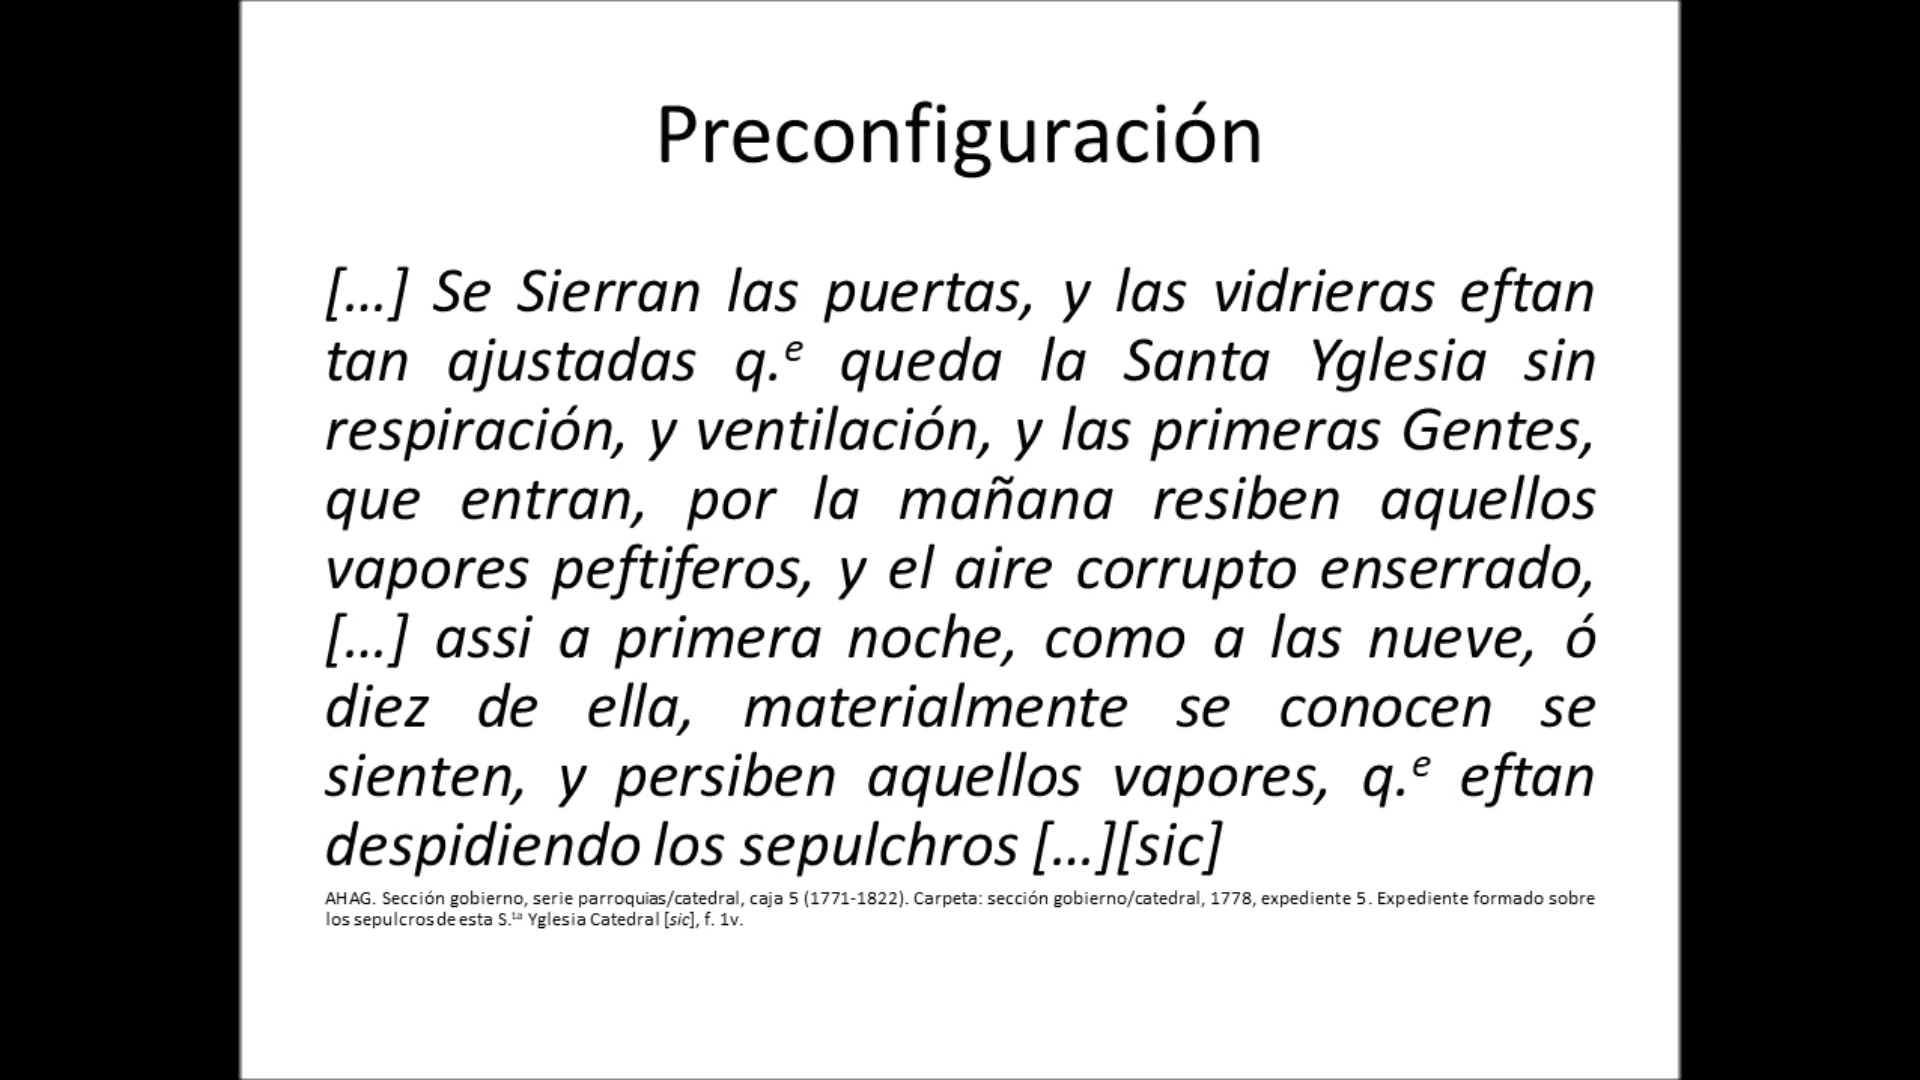 Preconfiguración
[...] Se Sierran las puertas, y las vidrieras eftan
tan ajustadas q.e queda la Santa Yglesia sin
respiración, y ventilación, y las primeras Gentes,
que entran, por la mañana resiben aquellos
vapores peftiferos, y el aire corrupto enserrado,
[...] assi a primera noche, como a las nueve, ó
diez de ella, materialmente se conocen se
sienten, y persiben aquellos vapores, q.e eftan
despidiendo los sepulchros [...][sic]
AHAG. Sección gobierno, serie parroquias/catedral, caja 5 (1771-1822). Carpeta: sección gobierno/catedral, 1778, expediente 5. Expediente formado sobre
los sepulcros de esta S.ta Yglesia Catedral [sic], f. 1v.